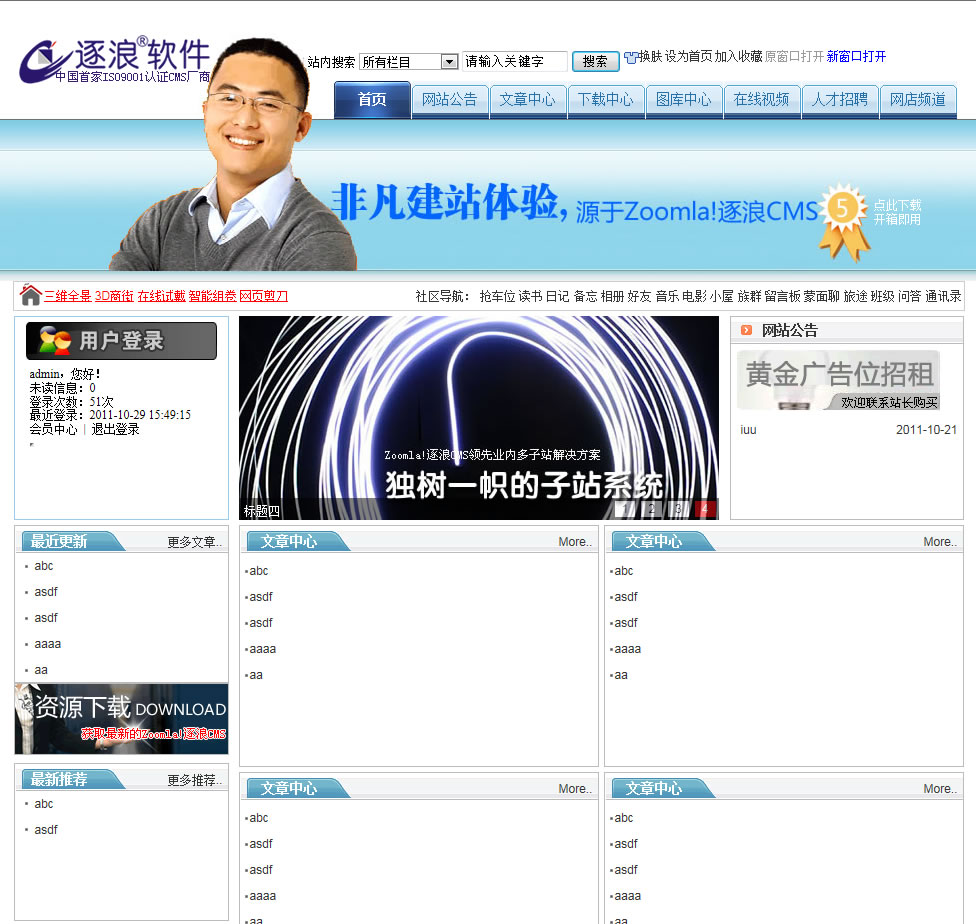 逐浪®软件
中国首家ISO9001认证CMS厂商
站内搜索 所有栏目 请输入关键字 搜索 换肤 设为首页 加入收藏 原窗口打开 新窗口打开
首页 网站公告 文章中心 下载中心 图库中心 在线视频 人才招聘 网店频道
非凡建站体验, 源于Zoomla!逐浪CMS
5
点此下载
开箱即用
三维全景 3D商街 在线试戴 智能组卷 网页剪刀
社区导航: 抢车位 读书 日记 备忘 相册 好友 音乐 电影 小屋 族群 留言板 蒙面聊 旅途 班级 问答 通讯录
用户登录
admin，您好！
未读信息：0
登录次数：51次
最近登录：2011-10-29 15:49:15
会员中心 | 退出登录
Zoomla!逐浪CMS领先业内多子站解决方案
独树一帜的子站系统
标题四 1 2 3 4
网站公告
黄金广告位招租
欢迎联系站长购买
iuu 2011-10-21
最近更新 更多文章..
abc
asdf
asdf
aaaa
aa
资源下载 DOWNLOAD
获取最新的Zoomla!逐浪CMS
最新推荐 更多推荐..
abc
asdf
文章中心 More..
abc
asdf
asdf
aaaa
aa
文章中心 More..
abc
asdf
asdf
aaaa
aa
文章中心 More..
abc
asdf
asdf
aaaa
aa
文章中心 More..
abc
asdf
asdf
aaaa
aa